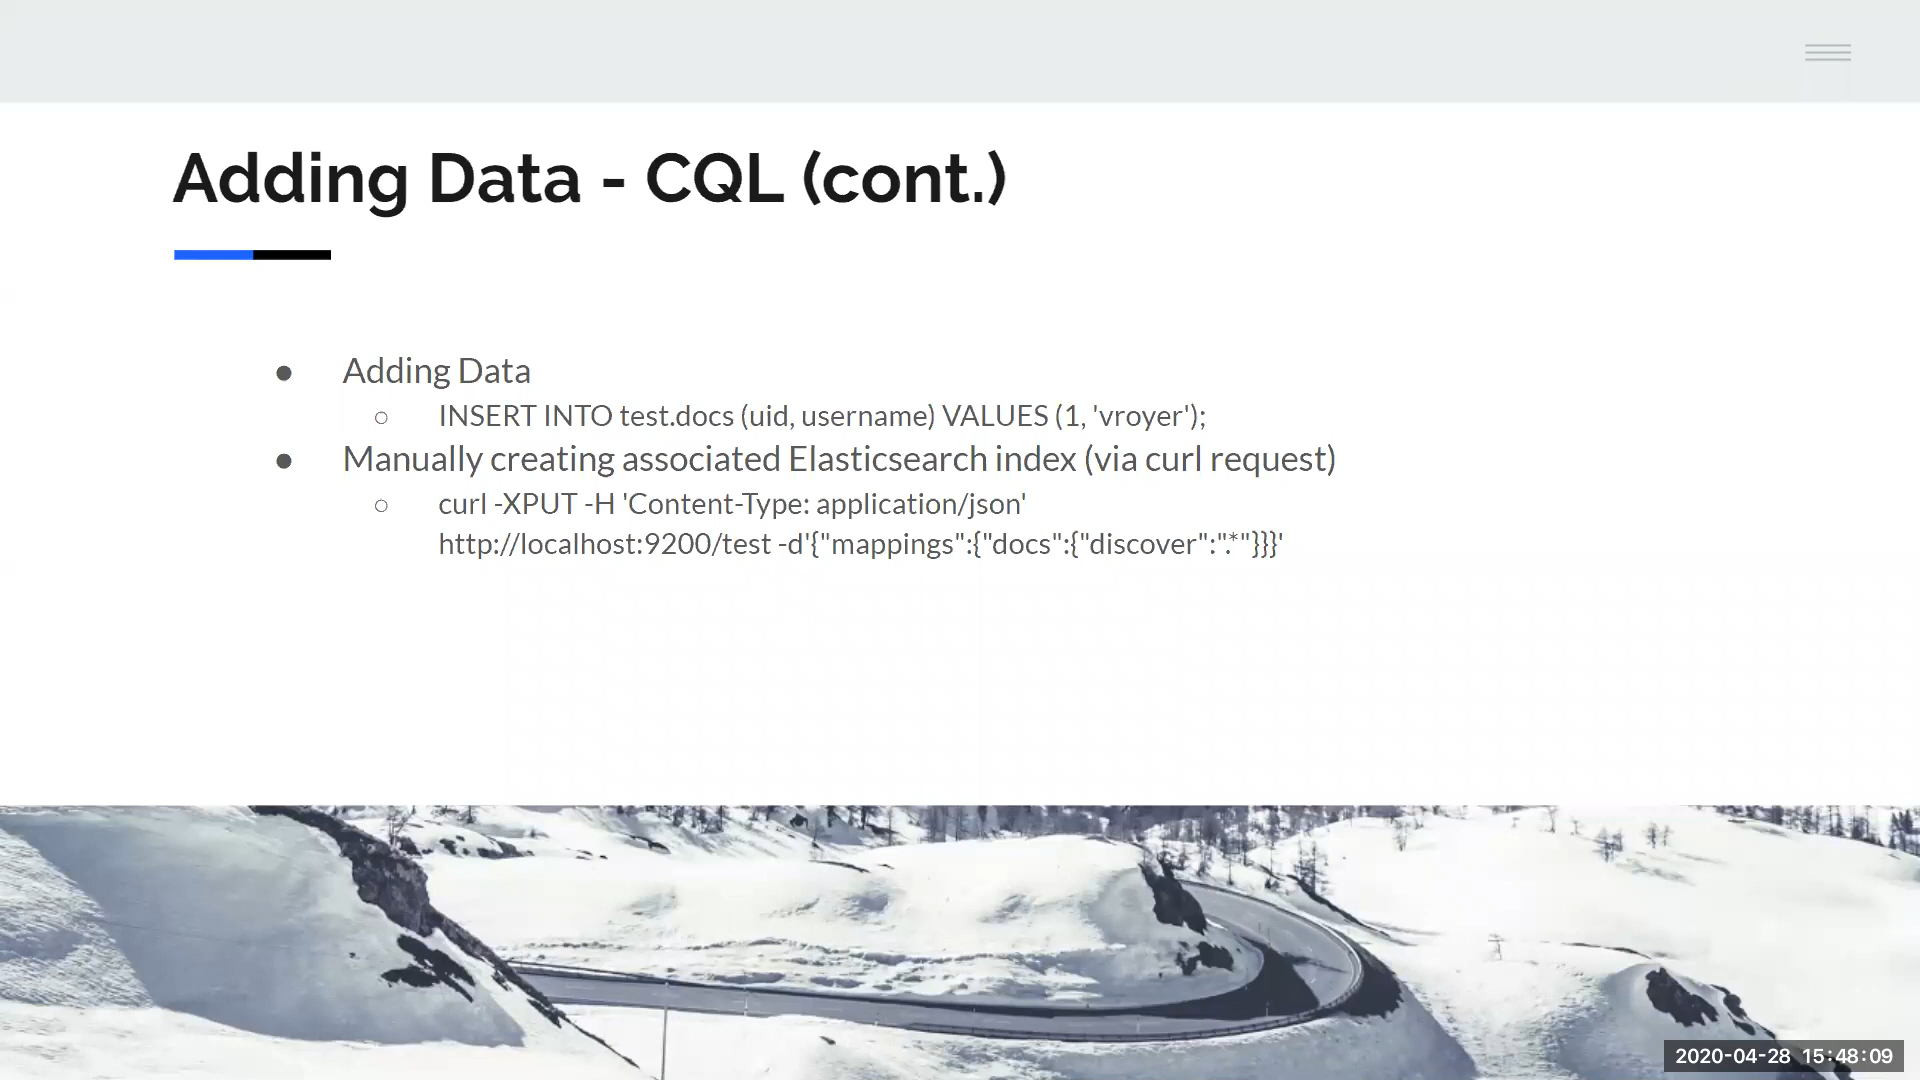 Adding Data - CQL (cont.)
● Adding Data
○ INSERT INTO test.docs (uid, username) VALUES (1, 'vroyer');
● Manually creating associated Elasticsearch index (via curl request)
○ curl -XPUT -H 'Content-Type: application/json'
http://localhost:9200/test -d'{"mappings":{"docs":{"discover":".*"}}}'
2020-04-28 15:48:09